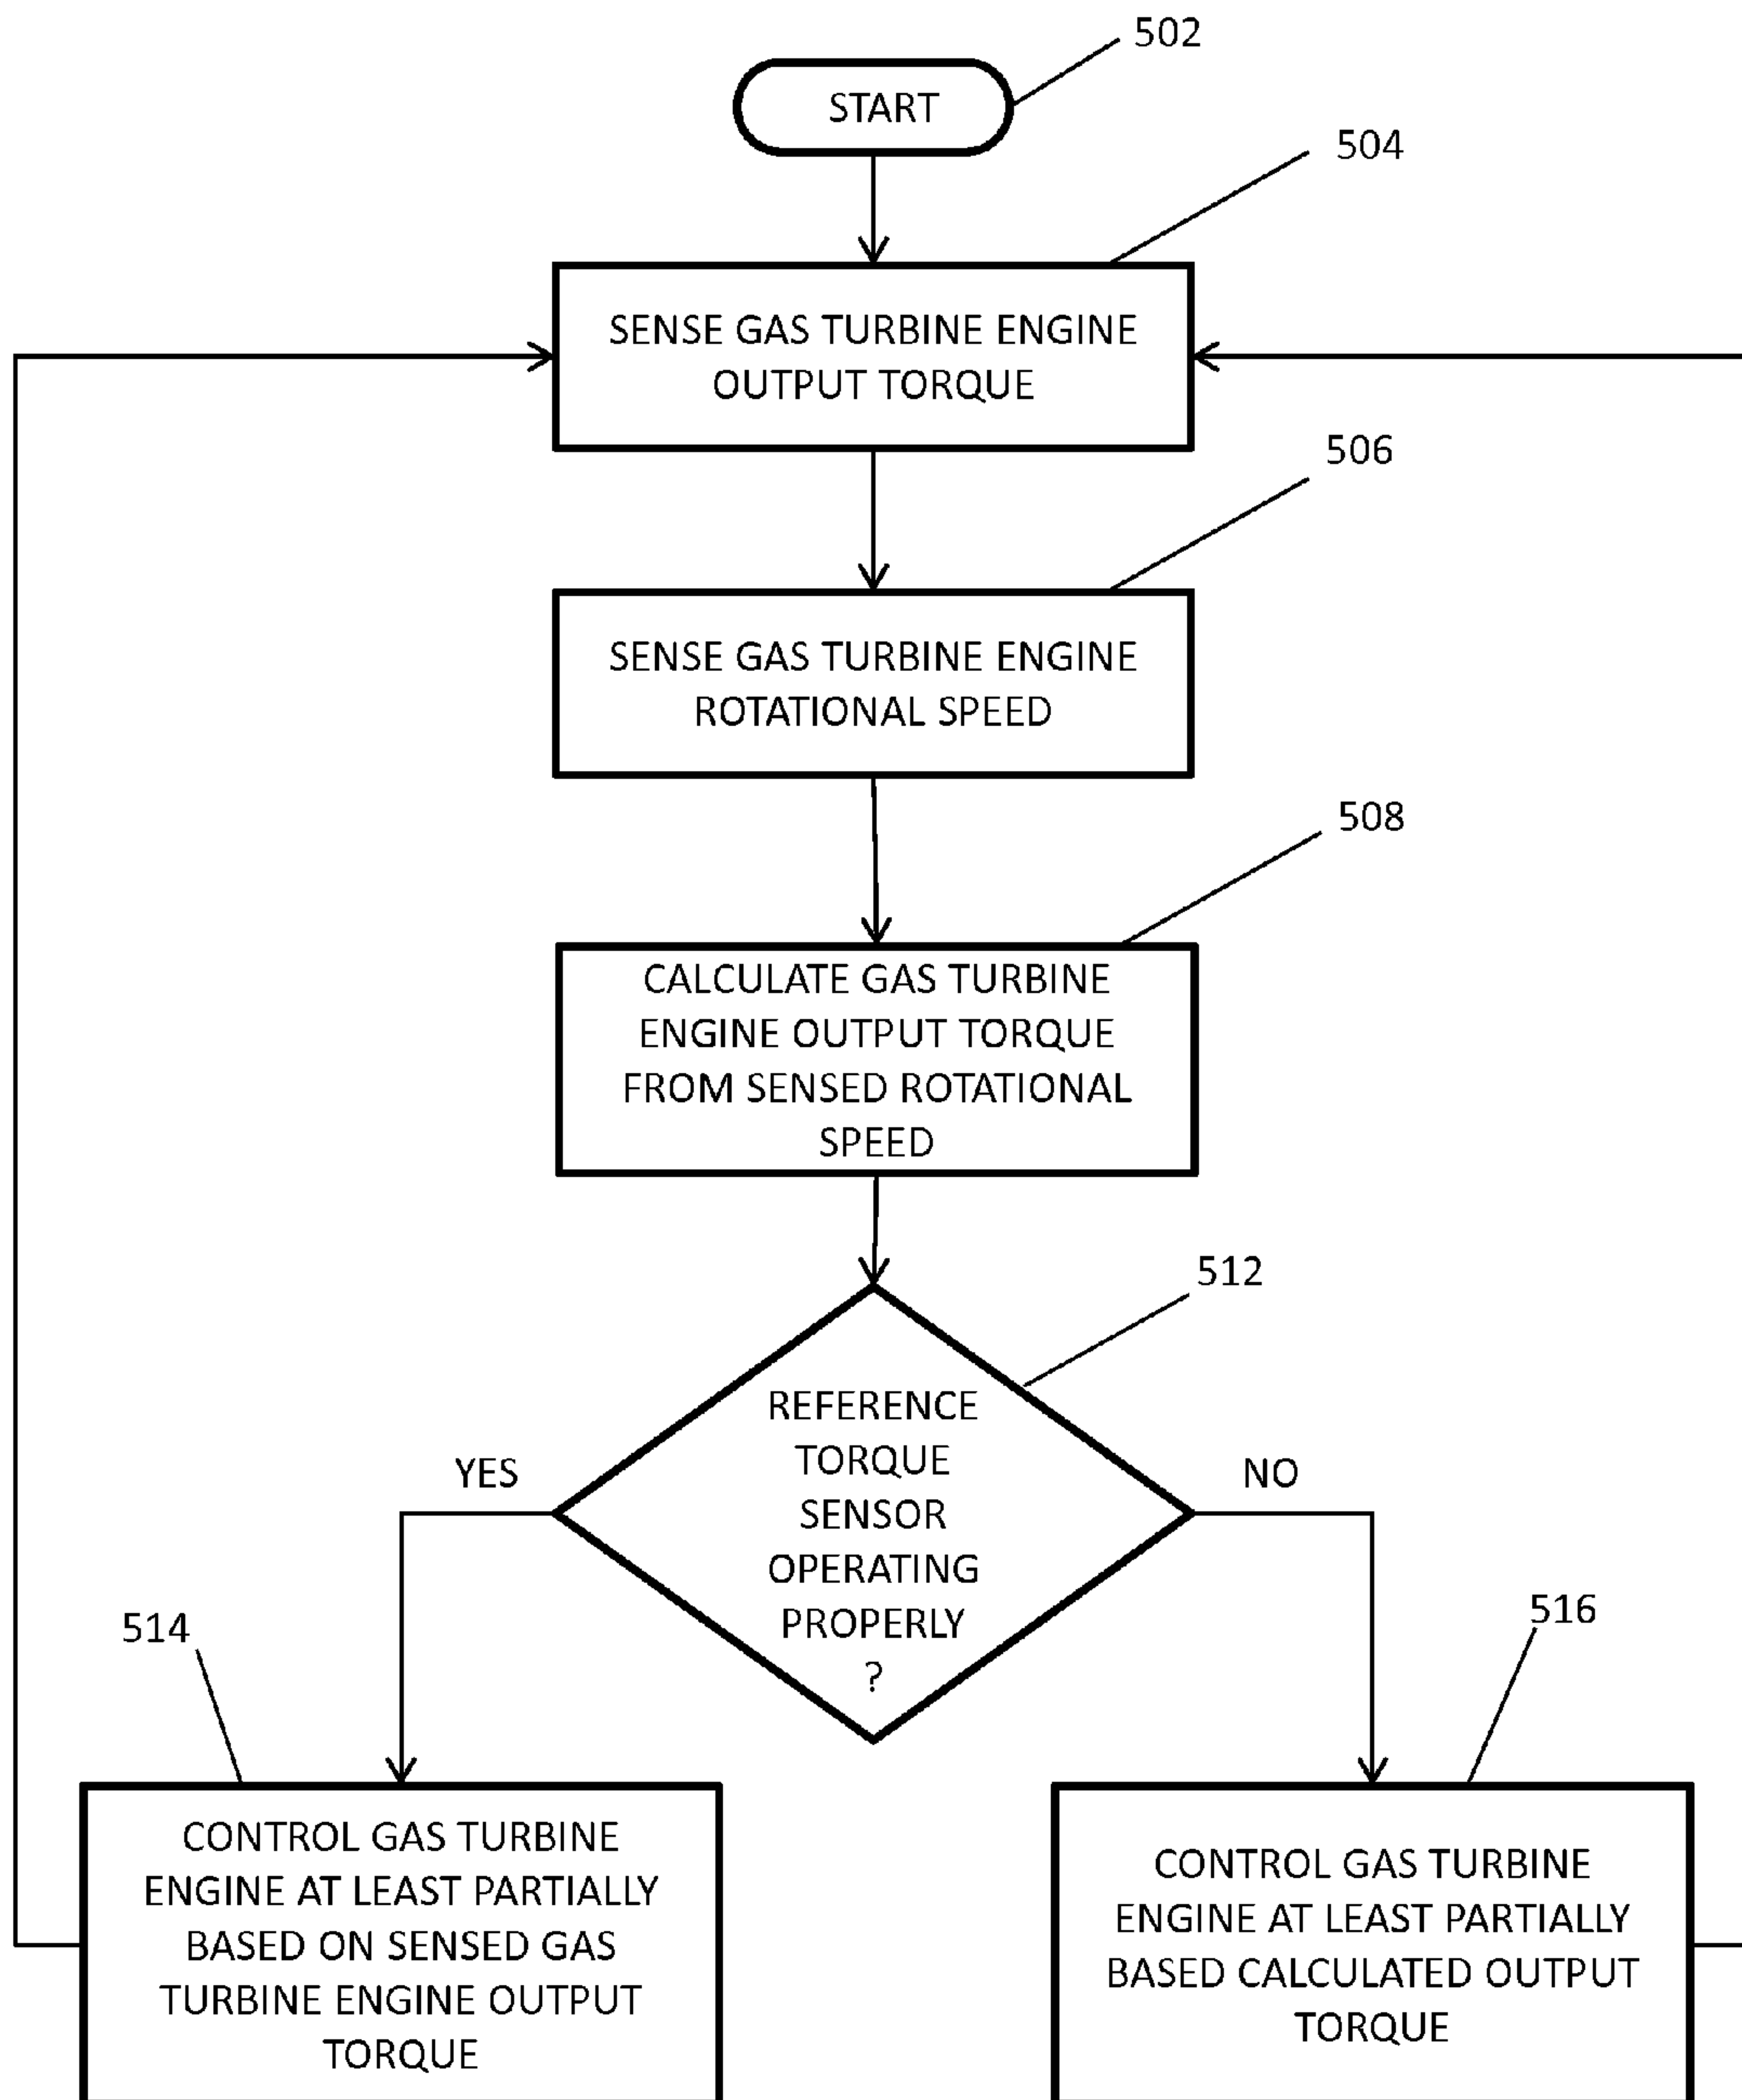 502
START
504
SENSE GAS TURBINE ENGINE
OUTPUT TORQUE
506
SENSE GAS TURBINE ENGINE
ROTATIONAL SPEED
508
CALCULATE GAS TURBINE
ENGINE OUTPUT TORQUE
FROM SENSED ROTATIONAL
SPEED
512
REFERENCE
TORQUE
SENSOR
OPERATING
PROPERLY
?
YES
NO
514
CONTROL GAS TURBINE
ENGINE AT LEAST PARTIALLY
BASED ON SENSED GAS
TURBINE ENGINE OUTPUT
TORQUE
516
CONTROL GAS TURBINE
ENGINE AT LEAST PARTIALLY
BASED CALCULATED OUTPUT
TORQUE